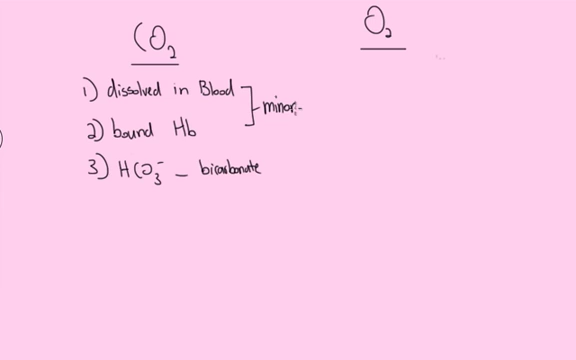 CO2
O2
1) dissolved in Blood
minor-
2) bound Hb
3) HCO3- - bicarbonate